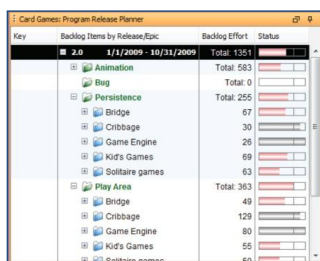 Card Games: Program Release Planner
Key Backlog Items by Release/Epic Backlog Effort Status
2.0 1/1/2009 - 10/31/2009 Total: 1351
Animation Total: 583
Bug Total: 0
Persistence Total: 255
Bridge 67
Cribbage 30
Game Engine 26
Kid's Games 69
Solitaire games 63
Play Area Total: 363
Bridge 49
Cribbage 129
Game Engine 80
Kid's Games 55
Solitaire games 50